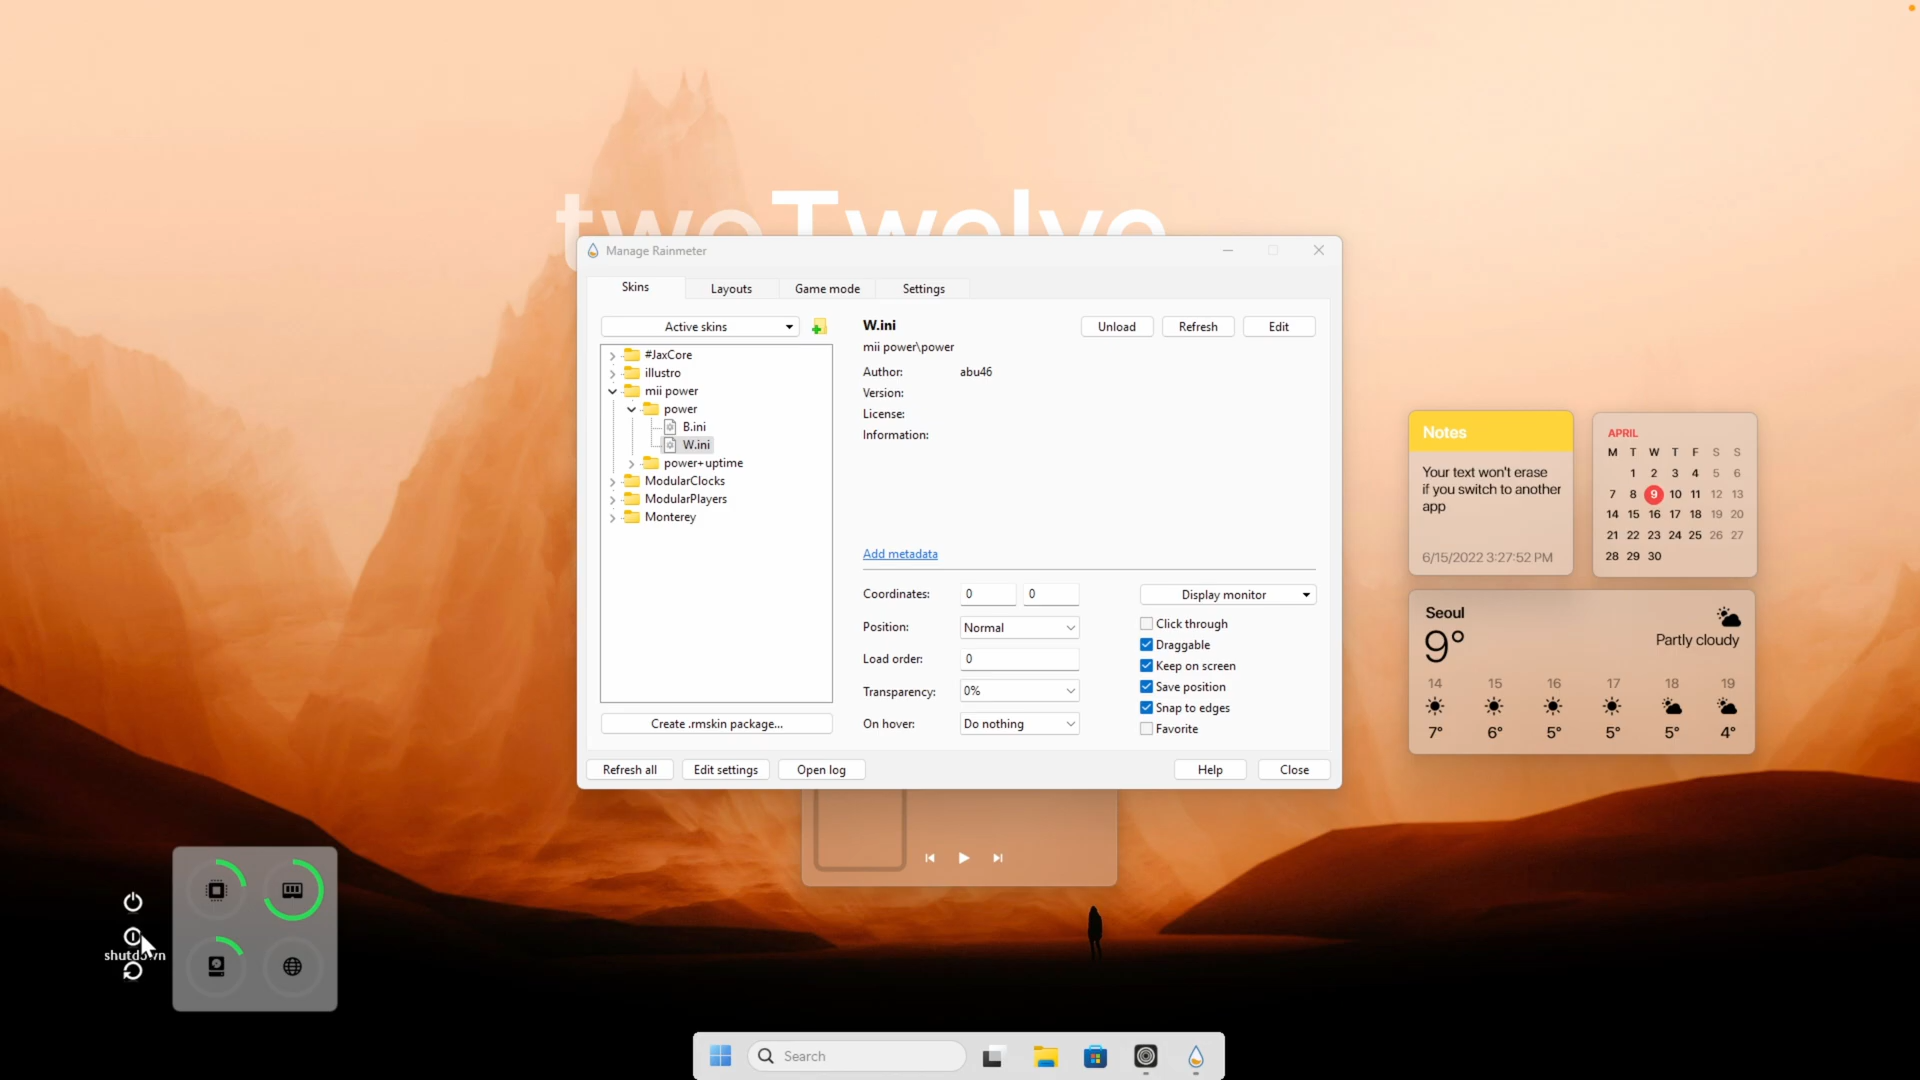 twoTwelve
Manage Rainmeter
Skins
Layouts
Game mode
Settings
Active skins
#JaxCore
illustro
mii power
power
B.ini
W.ini
power+uptime
ModularClocks
ModularPlayers
Monterey
Create .rmskin package...
W.ini
mii power\power
Unload
Refresh
Edit
Author: abu46
Version:
License:
Information:
Add metadata
Coordinates: 0 0
Position: Normal
Load order: 0
Transparency: 0%
On hover: Do nothing
Display monitor
Click through
Draggable
Keep on screen
Save position
Snap to edges
Favorite
Refresh all
Edit settings
Open log
Help
Close
Notes
Your text won't erase
if you switch to another
app
6/15/2022 3:27:52 PM
APRIL
M T W T F S S
1 2 3 4 5 6
7 8 9 10 11 12 13
14 15 16 17 18 19 20
21 22 23 24 25 26 27
28 29 30
Seoul
9°
Partly cloudy
14 15 16 17 18 19
7° 6° 5° 5° 5° 4°
Search